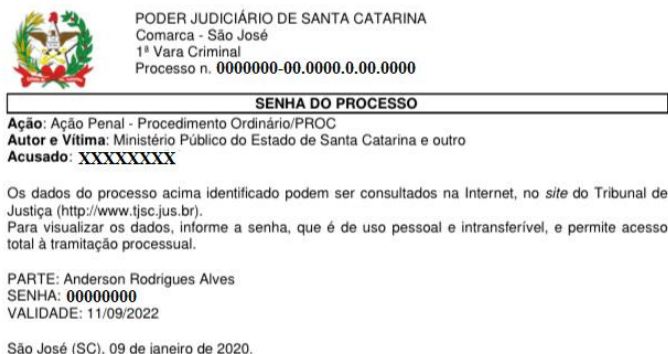 PODER JUDICIÁRIO DE SANTA CATARINA
Comarca - São José
1ª Vara Criminal
Processo n. 0000000-00.0000.0.00.0000
SENHA DO PROCESSO
Ação: Ação Penal - Procedimento Ordinário/PROC
Autor e Vítima: Ministério Público do Estado de Santa Catarina e outro
Acusado: XXXXXXXX
Os dados do processo acima identificado podem ser consultados na Internet, no site do Tribunal de
Justiça (http://www.tjsc.jus.br).
Para visualizar os dados, informe a senha, que é de uso pessoal e intransferível, e permite acesso
total à tramitação processual.
PARTE: Anderson Rodrigues Alves
SENHA: 00000000
VALIDADE: 11/09/2022
São José (SC), 09 de janeiro de 2020.